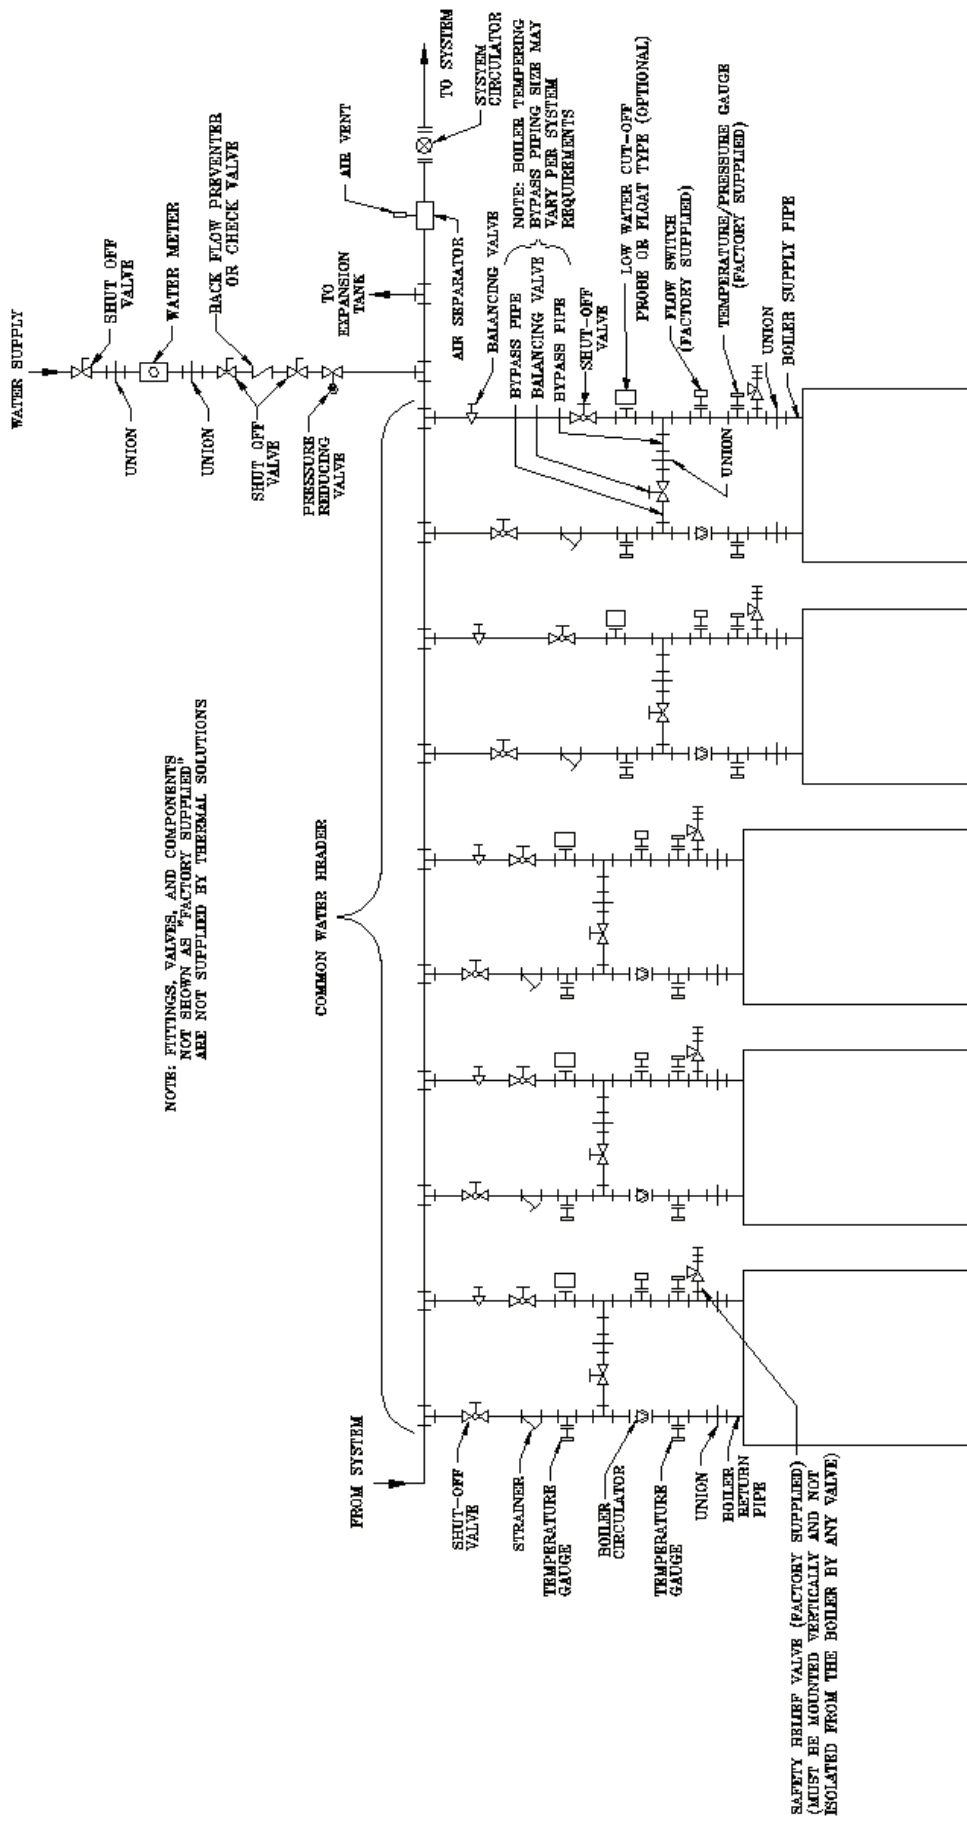 WATER SUPPLY
SHUT OFF
VALVE
UNION
WATER METER
UNION
BACK FLOW PREVENTER
OR CHECK VALVE
SHUT OFF
VALVE
PRESSURE
REDUCING
VALVE
TO
EXPANSION
TANK
AIR VENT
AIR SEPARATOR
TO SYSTEM
SYSTEM
CIRCULATOR
NOTE: FITTINGS, VALVES, AND COMPONENTS
NOT SHOWN AS "FACTORY SUPPLIED"
ARE NOT SUPPLIED BY THERMAL SOLUTIONS
COMMON WATER HEADER
BALANCING VALVE
BYPASS PIPE
BALANCING VALVE
BYPASS PIPE
NOTE: BOILER TEMPERING
BYPASS PIPING SIZE MAY
VARY PER SYSTEM
REQUIREMENTS
SHUT-OFF
VALVE
LOW WATER CUT-OFF
PROBE OR FLOAT TYPE (OPTIONAL)
FLOW SWITCH
(FACTORY SUPPLIED)
TEMPERATURE/PRESSURE GAUGE
(FACTORY SUPPLIED)
UNION
UNION
BOILER SUPPLY PIPE
FROM SYSTEM
SHUT-OFF
VALVE
STRAINER
TEMPERATURE
GAUGE
BOILER
CIRCULATOR
TEMPERATURE
GAUGE
UNION
BOILER
RETURN
PIPE
SAFETY RELIEF VALVE (FACTORY SUPPLIED)
(MUST BE MOUNTED VERTICALLY AND NOT
ISOLATED FROM THE BOILER BY ANY VALVE)